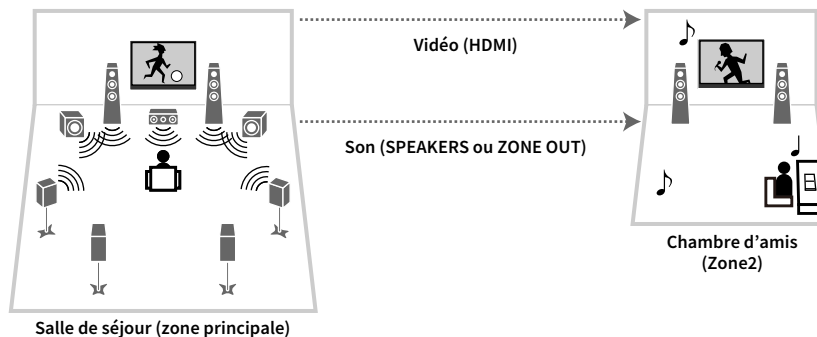 Vidéo (HDMI)
Son (SPEAKERS ou ZONE OUT)
Chambre d’amis
(Zone2)
Salle de séjour (zone principale)